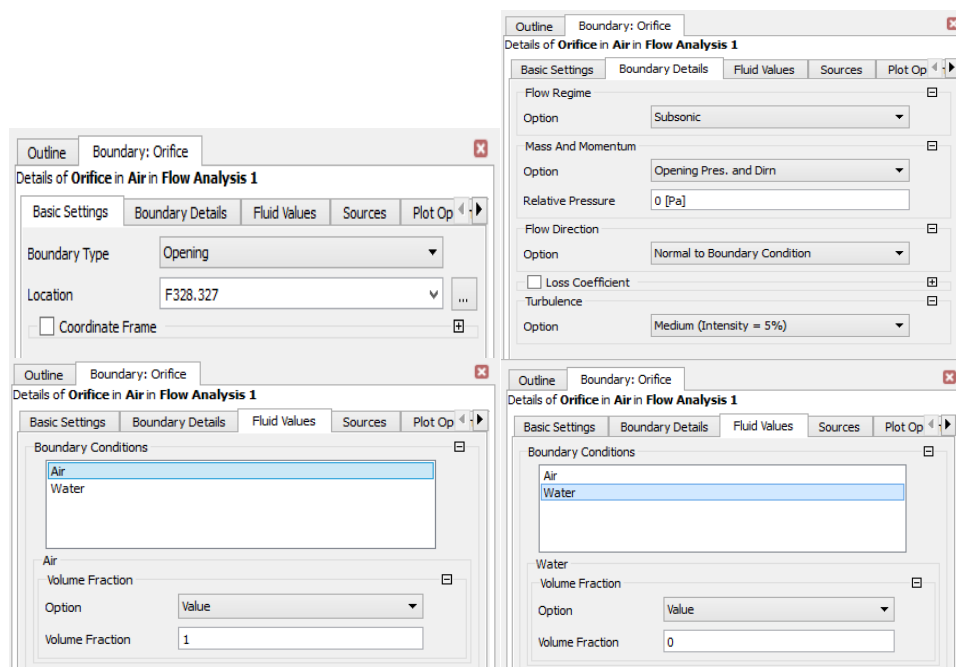 Outline Boundary: Orifice
Details of Orifice in Air in Flow Analysis 1
Basic Settings Boundary Details Fluid Values Sources Plot Op
Boundary Type Opening
Location F328.327 ...
Coordinate Frame
Outline Boundary: Orifice
Details of Orifice in Air in Flow Analysis 1
Basic Settings Boundary Details Fluid Values Sources Plot Op
Flow Regime
Option Subsonic
Mass And Momentum
Option Opening Pres. and Dirn
Relative Pressure 0 [Pa]
Flow Direction
Option Normal to Boundary Condition
Loss Coefficient
Turbulence
Option Medium (Intensity = 5%)
Outline Boundary: Orifice
Details of Orifice in Air in Flow Analysis 1
Basic Settings Boundary Details Fluid Values Sources Plot Op
Boundary Conditions
Air
Water
Air
Volume Fraction
Option Value
Volume Fraction 1
Outline Boundary: Orifice
Details of Orifice in Air in Flow Analysis 1
Basic Settings Boundary Details Fluid Values Sources Plot Op
Boundary Conditions
Air
Water
Water
Volume Fraction
Option Value
Volume Fraction 0